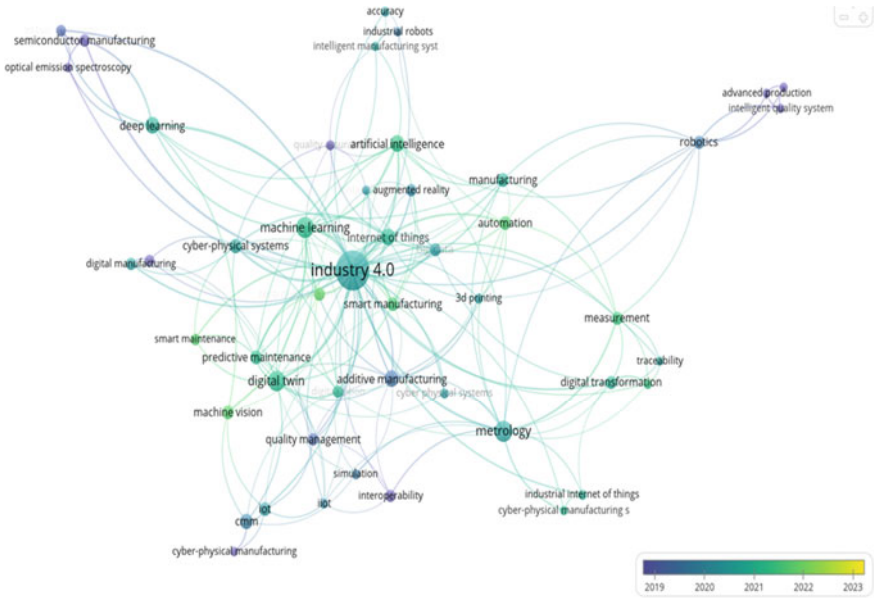 accuracy
industrial robots
intelligent manufacturing syst
semiconductor manufacturing
optical emission spectroscopy
advanced production
intelligent quality system
deep learning
robotics
quality
artificial intelligence
manufacturing
augmented reality
automation
machine learning
internet of things
cyber-physical systems
digital manufacturing
industry 4.0
smart manufacturing
3d printing
measurement
smart maintenance
predictive maintenance
traceability
digital twin
additive manufacturing
digital transformation
cyber physical systems
machine vision
metrology
quality management
simulation
interoperability
industrial internet of things
iiot
iot
cyber-physical manufacturing s
cmm
cyber-physical manufacturing
2019 2020 2021 2022 2023